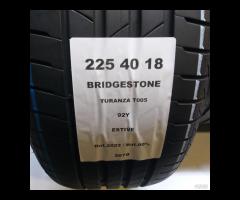 225 40 18
BRIDGESTONE
TURANZA T005
92Y
ESTIVE